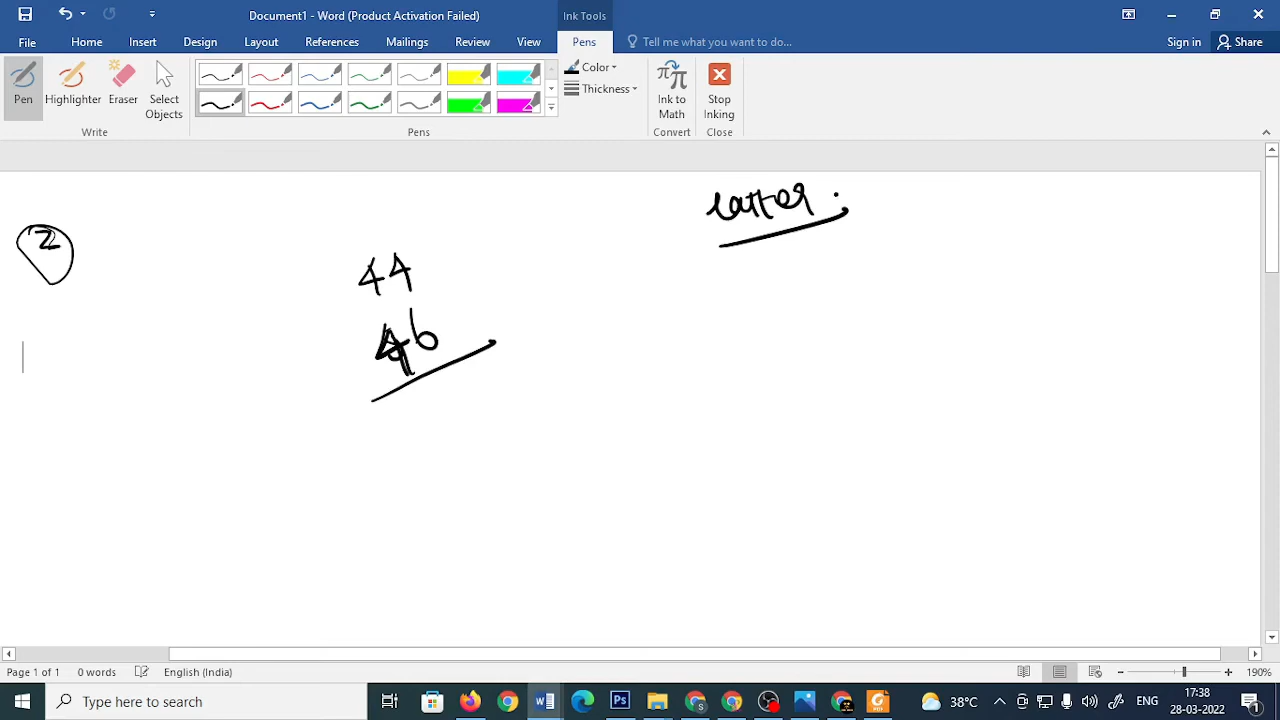 Document1 - Word (Product Activation Failed)
Ink Tools
File Home Insert Design Layout References Mailings Review View Pens Tell me what you want to do... Sign in Share
Pen Highlighter Eraser Select Objects
Color
Thickness
Ink to Math
Stop Inking
Write Pens Convert Close
latter.
2
44
46
Page 1 of 1 0 words English (India) 190%
Type here to search
38°C ENG 17:38
28-03-2022